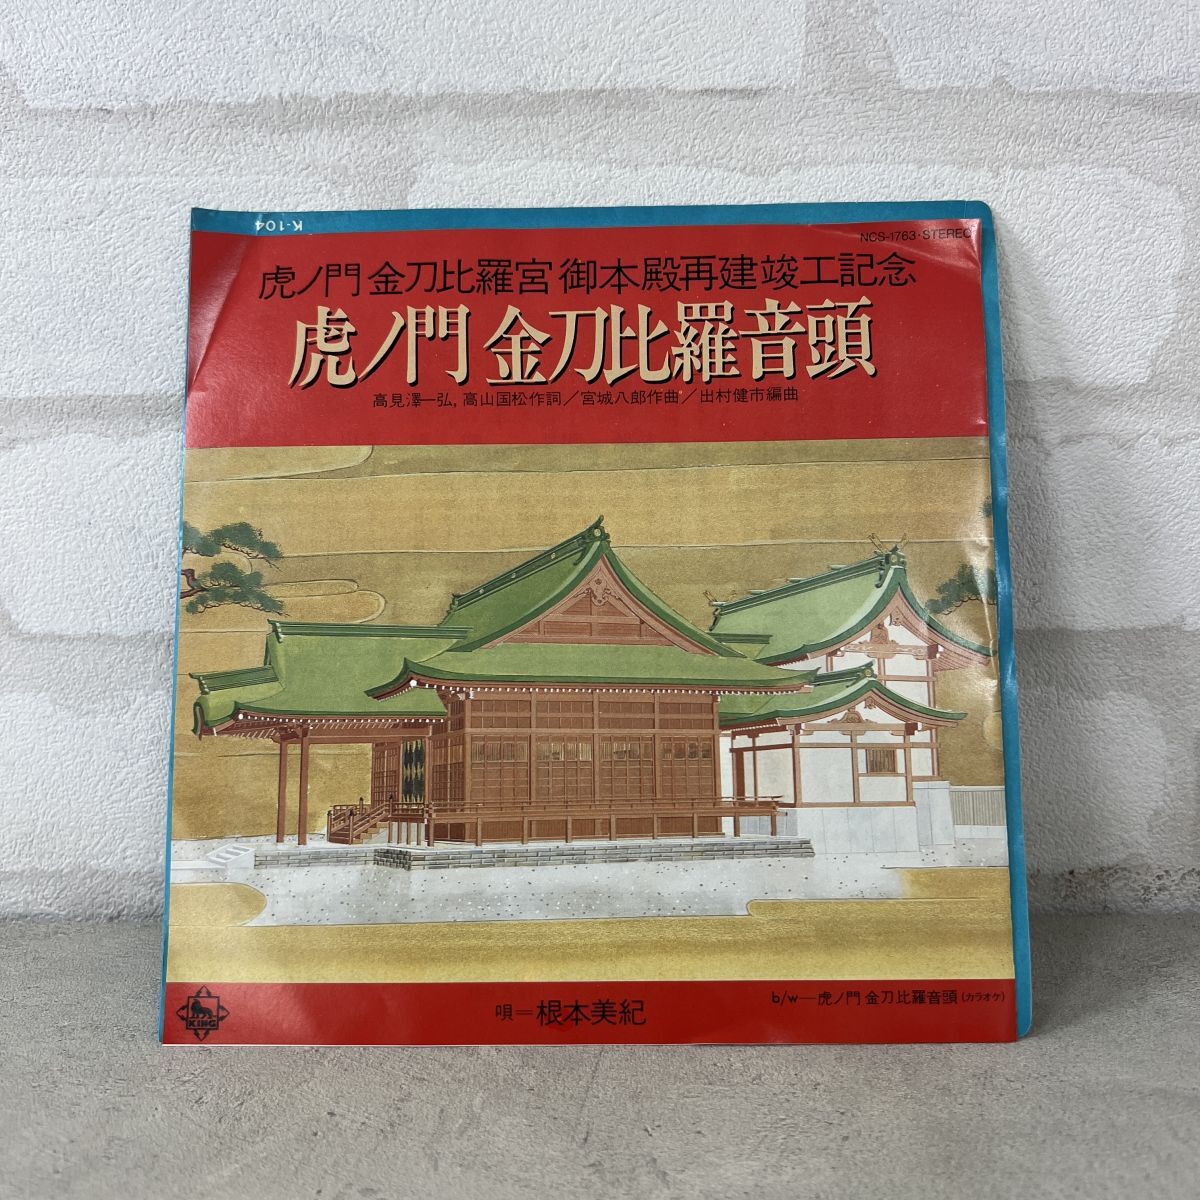 K-104
NCS-1763·STEREO
虎ノ門 金刀比羅宮 御本殿再建竣工記念
虎ノ門 金刀比羅音頭
高見澤一弘, 高山国松作詞／宮城八郎作曲／出村健市編曲
KING
唄＝根本美紀
b/w—虎ノ門 金刀比羅音頭(カラオケ)